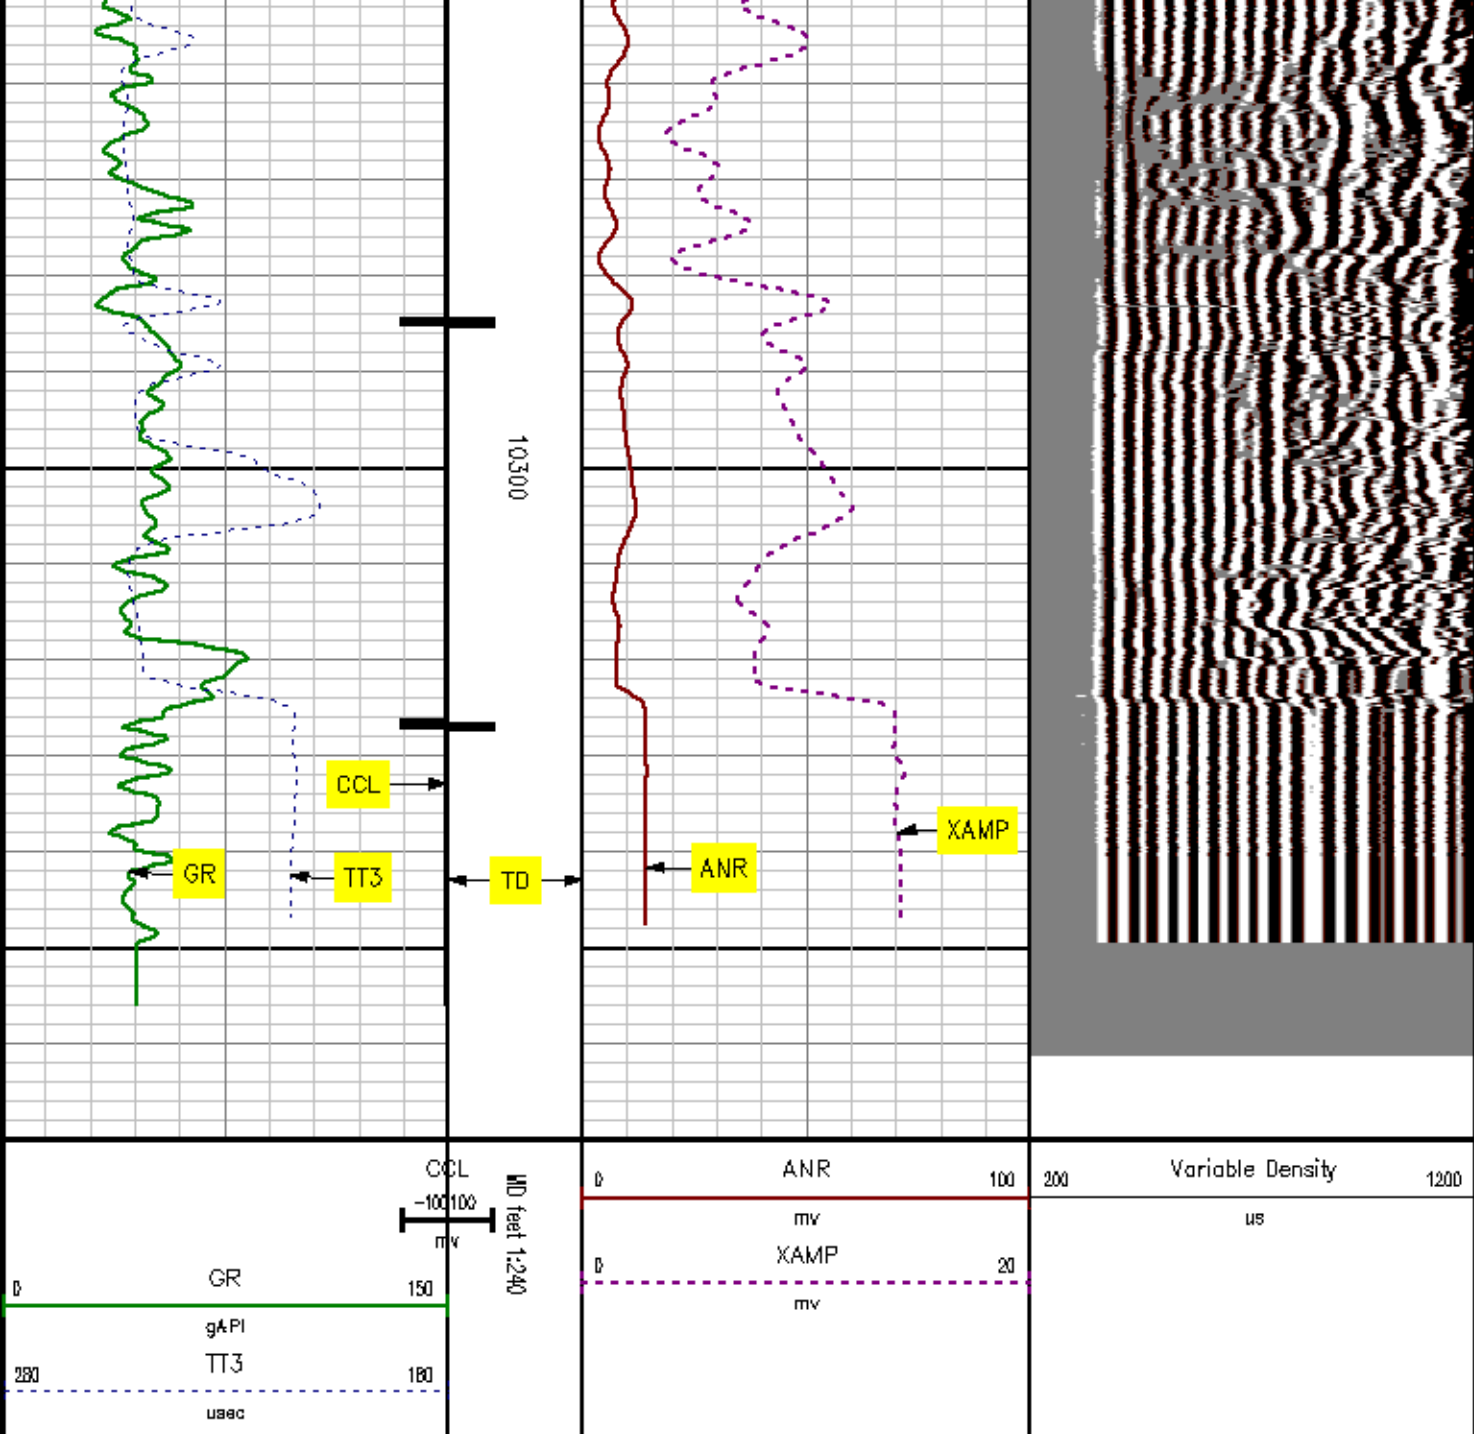 10300
CCL
XAMP
ANR
GR
TT3
TD
CCL
-100 100
mv
MD feet 1:240
GR
0 150
gAPI
TT3
280 180
usec
ANR
0 100
mv
XAMP
0 20
mv
Variable Density
200 1200
us